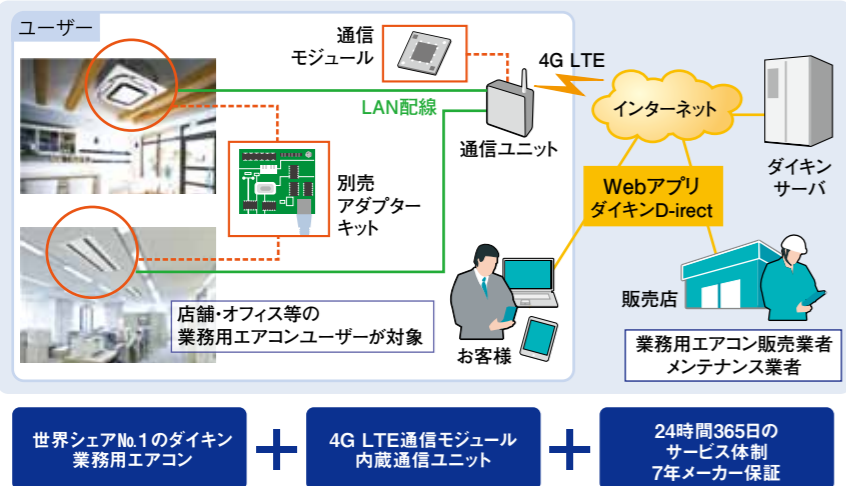 ユーザー
通信
モジュール
4G LTE
LAN配線
通信ユニット
インターネット
ダイキン
サーバ
別売
アダプター
キット
Webアプリ
ダイキンD-irect
店舗・オフィス等の
業務用エアコンユーザーが対象
お客様
販売店
業務用エアコン販売業者
メンテナンス業者
世界シェアNo.1のダイキン
業務用エアコン
4G LTE通信モジュール
内蔵通信ユニット
24時間365日の
サービス体制
7年メーカー保証